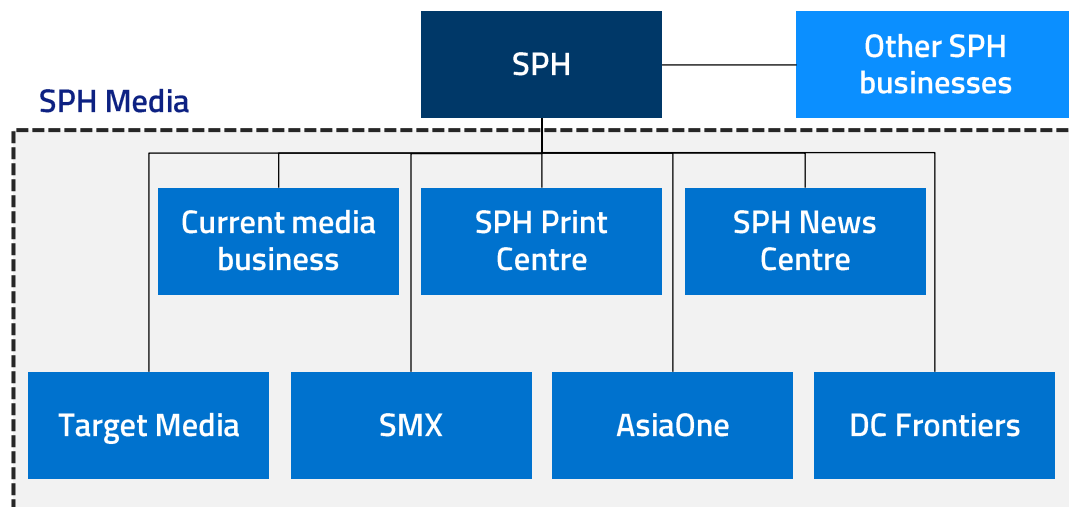 SPH
Other SPH
businesses
SPH Media
Current media
business
SPH Print
Centre
SPH News
Centre
Target Media
SMX
AsiaOne
DC Frontiers